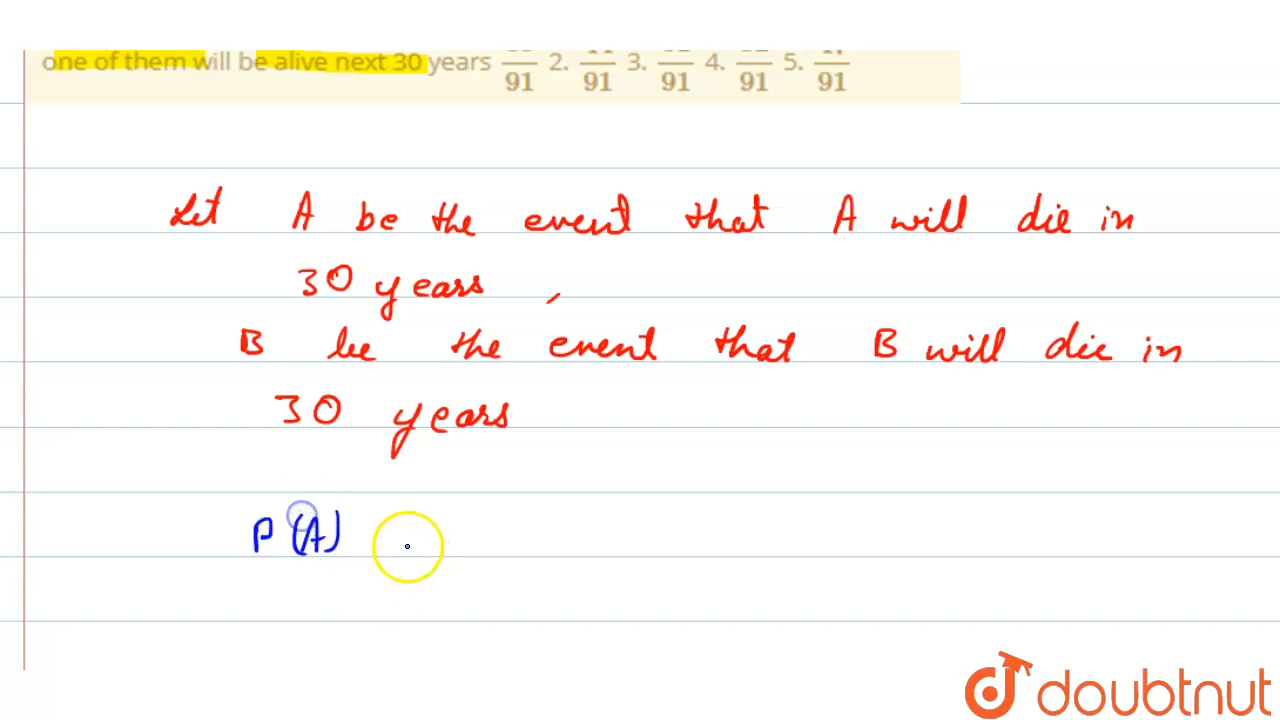 one of them will be alive next 30 years 91 2. 91 3. 91 4. 91 5. 91
Let A be the event that A will die in
30 years ,
B be the event that B will die in
30 years
P (A)
doubtnut